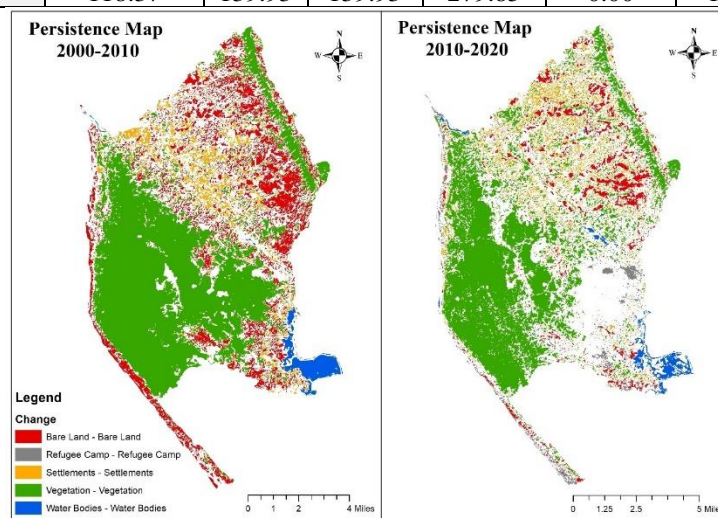 Persistence Map
2000-2010
N
W E
S
Legend
Change
Bare Land - Bare Land
Refugee Camp - Refugee Camp
Settlements - Settlements
Vegetation - Vegetation
Water Bodies - Water Bodies
0 2 4 Miles
Persistence Map
2010-2020
N
W E
S
0 1.25 2.5 5 Miles